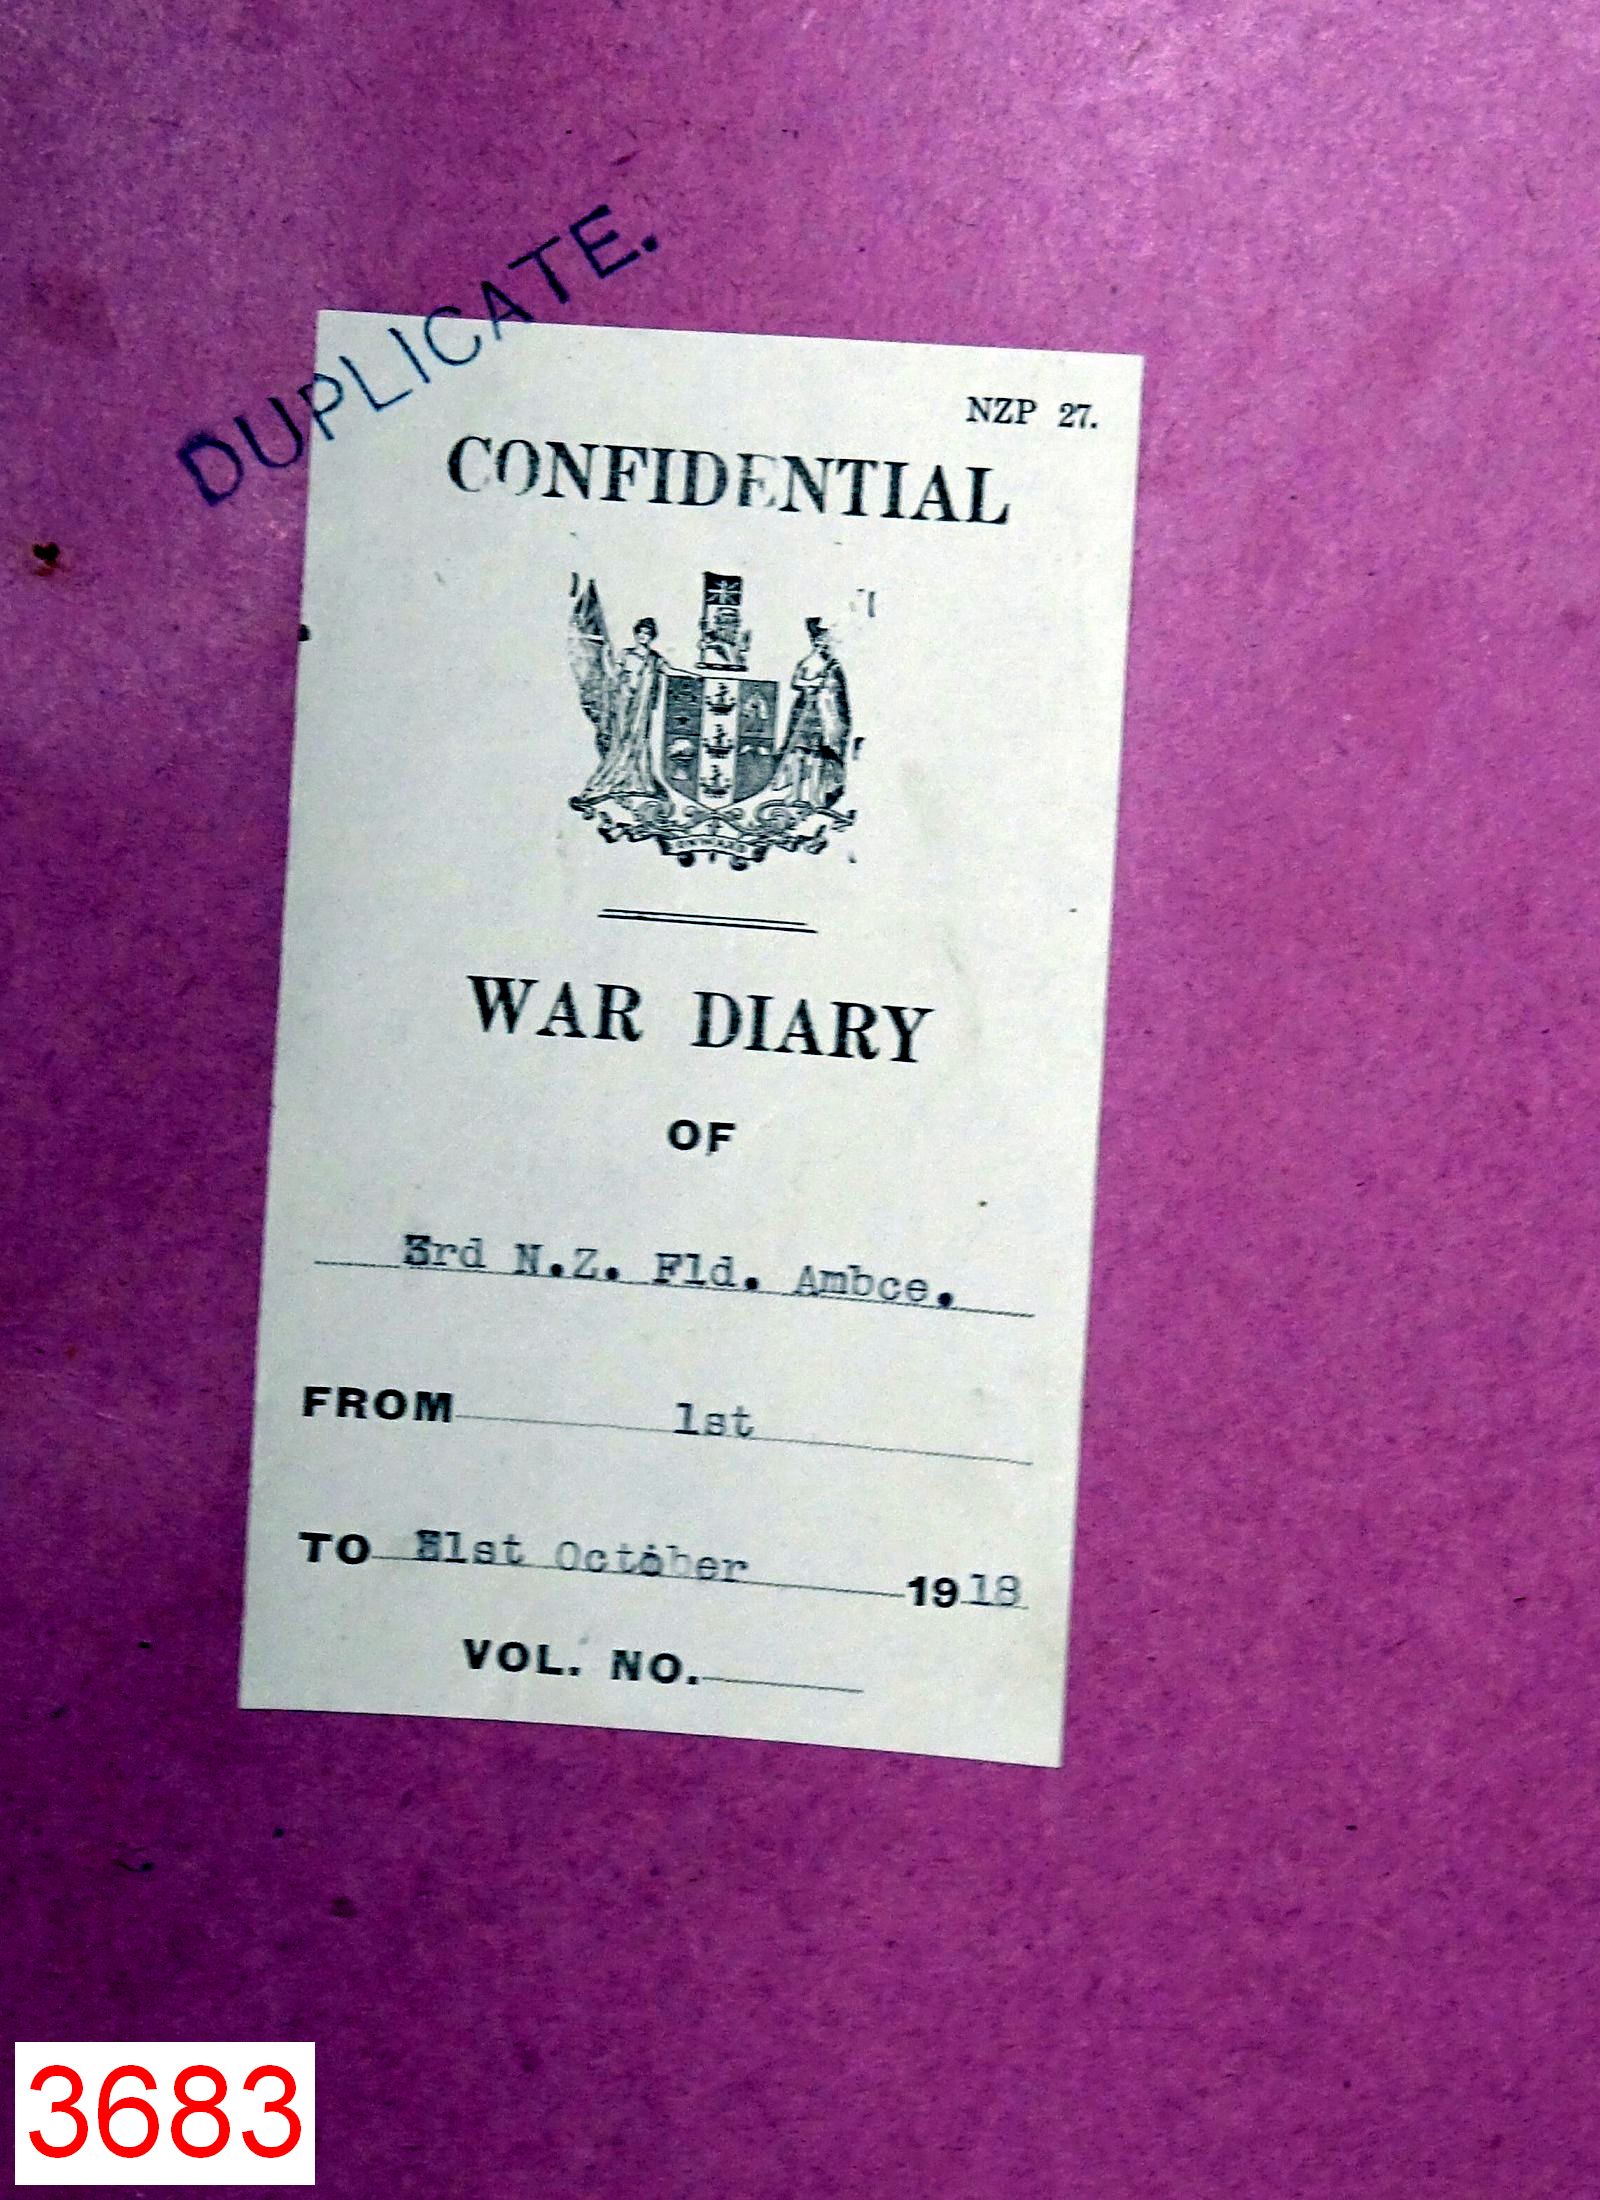 DUPLICATE.
NZP 27.
CONFIDENTIAL
ONWARD
WAR DIARY
OF
3rd N.Z. Fld. Ambce.
FROM 1st
TO 31st October 1918
VOL. NO.
3683